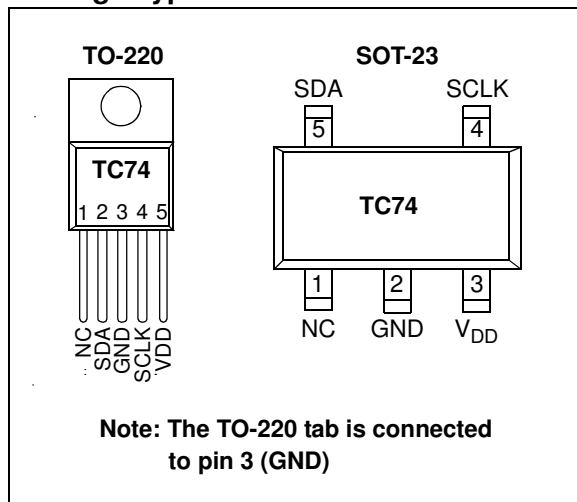 TO-220
SOT-23
TC74
1 2 3 4 5
NC
SDA
GND
SCLK
VDD
SDA
SCLK
5
4
TC74
1
2
3
NC
GND
VDD
Note: The TO-220 tab is connected
to pin 3 (GND)